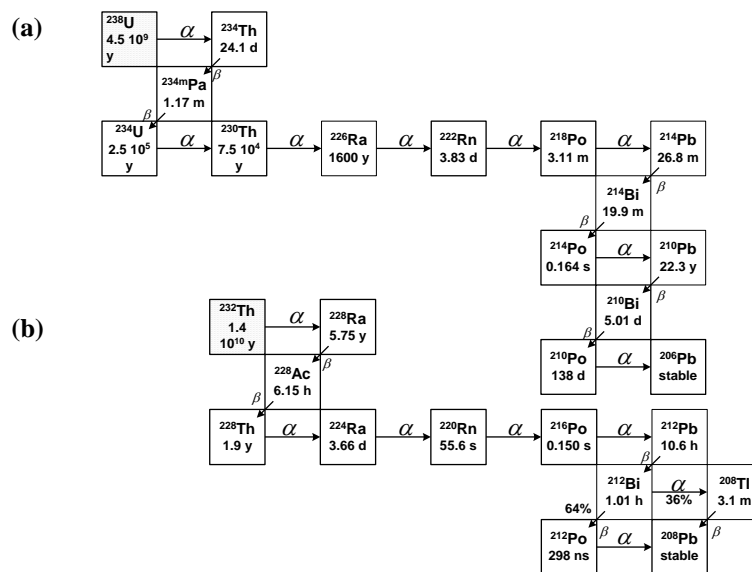 (a)
²³⁸U
4.5 10⁹
y
α
²³⁴Th
24.1 d
β
²³⁴ᵐPa
1.17 m
β
²³⁴U
2.5 10⁵
y
α
²³⁰Th
7.5 10⁴
y
α
²²⁶Ra
1600 y
α
²²²Rn
3.83 d
α
²¹⁸Po
3.11 m
α
²¹⁴Pb
26.8 m
β
²¹⁴Bi
19.9 m
β
²¹⁴Po
0.164 s
α
²¹⁰Pb
22.3 y
β
²¹⁰Bi
5.01 d
β
²¹⁰Po
138 d
α
²⁰⁶Pb
stable
(b)
²³²Th
1.4
10¹⁰ y
α
²²⁸Ra
5.75 y
β
²²⁸Ac
6.15 h
β
²²⁸Th
1.9 y
α
²²⁴Ra
3.66 d
α
²²⁰Rn
55.6 s
α
²¹⁶Po
0.150 s
α
²¹²Pb
10.6 h
β
²¹²Bi
1.01 h
α
36%
²⁰⁸Tl
3.1 m
64%
β
β
²¹²Po
298 ns
α
²⁰⁸Pb
stable